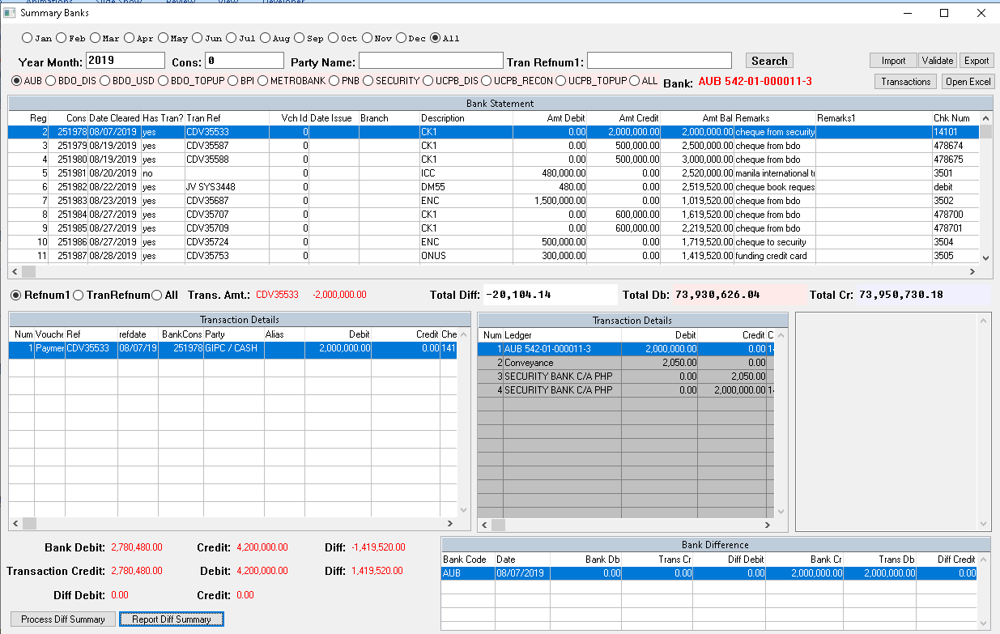 Animations Slide Show Review View Developer
Summary Banks
Jan Feb Mar Apr May Jun Jul Aug Sep Oct Nov Dec All
Year Month: 2019 Cons: 0 Party Name: Tran Refnum1: Search Import Validate Export
AUB BDO_DIS BDO_USD BDO_TOPUP BPI METROBANK PNB SECURITY UCPB_DIS UCPB_RECON UCPB_TOPUP ALL Bank: AUB 542-01-000011-3 Transactions Open Excel
Bank Statement
Reg Cons Date Cleared Has Tran? Tran Ref Vch Id Date Issue Branch Description Amt Debit Amt Credit Amt Bal Remarks Remarks1 Chk Num
2 251978 08/07/2019 yes CDV35533 0 CK1 0.00 2,000,000.00 2,000,000.00 cheque from security 14101
3 251979 08/19/2019 yes CDV35587 0 CK1 0.00 500,000.00 2,500,000.00 cheque from bdo 478674
4 251980 08/19/2019 yes CDV35588 0 CK1 0.00 500,000.00 3,000,000.00 cheque from bdo 478675
5 251981 08/20/2019 no 0 ICC 480,000.00 0.00 2,520,000.00 manila international tr 3501
6 251982 08/22/2019 yes JV SYS3448 0 DM55 480.00 0.00 2,519,520.00 cheque book reques debit
7 251983 08/23/2019 yes CDV35687 0 ENC 1,500,000.00 0.00 1,019,520.00 cheque from bdo 3502
8 251984 08/27/2019 yes CDV35707 0 CK1 0.00 600,000.00 1,619,520.00 cheque from bdo 478700
9 251985 08/27/2019 yes CDV35709 0 CK1 0.00 600,000.00 2,219,520.00 cheque from bdo 478701
10 251986 08/27/2019 yes CDV35724 0 ENC 500,000.00 0.00 1,719,520.00 cheque to security 3504
11 251987 08/28/2019 yes CDV35753 0 ONUS 300,000.00 0.00 1,419,520.00 funding credit card 3505
Refnum1 TranRefnum All Trans. Amt.: CDV35533 -2,000,000.00 Total Diff: -20,104.14 Total Db: 73,930,626.04 Total Cr: 73,950,730.18
Transaction Details
Num Vouche Ref refdate BankCons Party Alias Debit Credit Che
1 Paymer CDV35533 08/07/19 251978 GIPC / CASH 2,000,000.00 0.00 141
Transaction Details
Num Ledger Debit Credit C
1 AUB 542-01-000011-3 2,000,000.00 0.00 14
2 Conveyance 2,050.00 0.00
3 SECURITY BANK C/A PHP 0.00 2,050.00
4 SECURITY BANK C/A PHP 0.00 2,000,000.00 14
Bank Debit: 2,780,480.00 Credit: 4,200,000.00 Diff: -1,419,520.00
Transaction Credit: 2,780,480.00 Debit: 4,200,000.00 Diff: 1,419,520.00
Diff Debit: 0.00 Credit: 0.00
Process Diff Summary Report Diff Summary
Bank Difference
Bank Code Date Bank Db Trans Cr Diff Debit Bank Cr Trans Db Diff Credit
AUB 08/07/2019 0.00 0.00 0.00 2,000,000.00 2,000,000.00 0.00